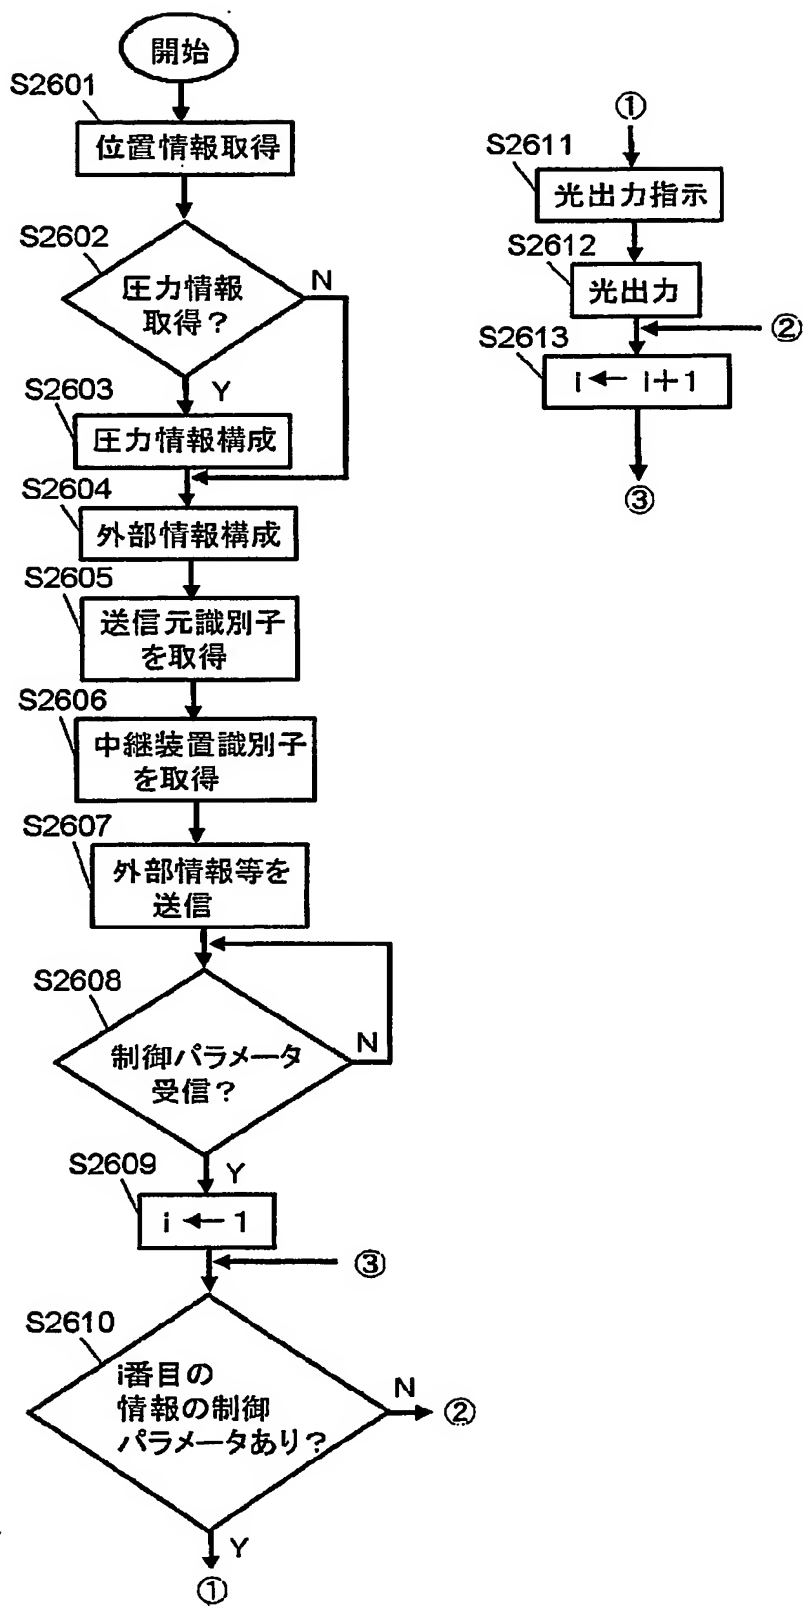 開始
S2601
位置情報取得
S2602
圧力情報
取得？
N
Y
S2603
圧力情報構成
S2604
外部情報構成
S2605
送信元識別子
を取得
S2606
中継装置識別子
を取得
S2607
外部情報等を
送信
S2608
制御パラメータ
受信？
N
Y
S2609
i ← 1
③
S2610
i番目の
情報の制御
パラメータあり？
N
②
Y
①
①
S2611
光出力指示
S2612
光出力
②
S2613
i ← i+1
③